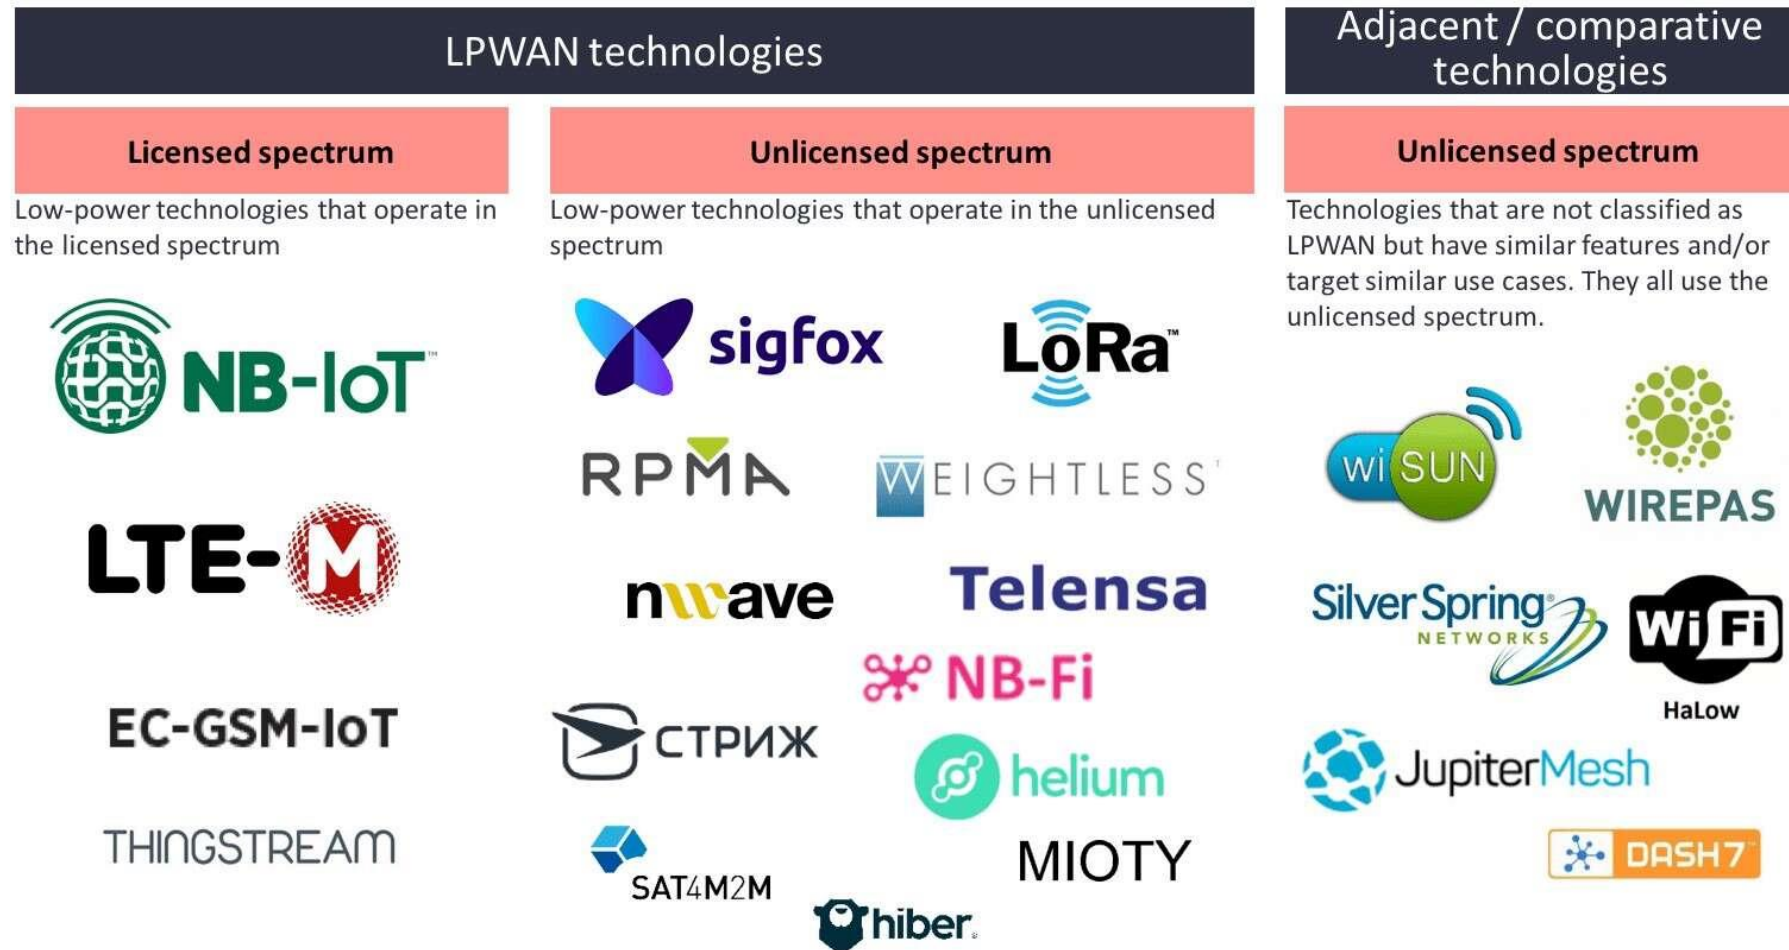 LPWAN technologies
Adjacent / comparative
technologies
Licensed spectrum
Low-power technologies that operate in
the licensed spectrum
NB-IoT™
LTE-M
EC-GSM-IoT
THINGSTREAM
Unlicensed spectrum
Low-power technologies that operate in the unlicensed
spectrum
sigfox
LoRa™
RPMA
WEIGHTLESS
nwave
Telensa
NB-Fi
СТРИЖ
helium
SAT4M2M
MIOTY
hiber
Unlicensed spectrum
Technologies that are not classified as
LPWAN but have similar features and/or
target similar use cases. They all use the
unlicensed spectrum.
wi SUN
WIREPAS
Silver Spring®
NETWORKS
Wi Fi
HaLow
JupiterMesh
DASH7™